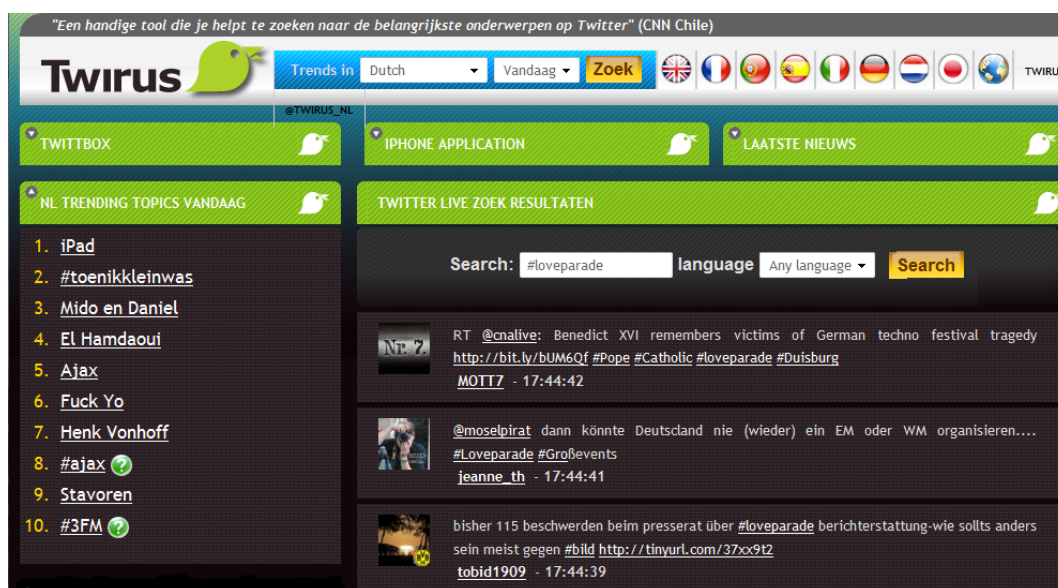 "Een handige tool die je helpt te zoeken naar de belangrijkste onderwerpen op Twitter" (CNN Chile)
Twirus
Trends in Dutch Vandaag Zoek
TWIRU
@TWIRUS_NL
TWITTBOX
IPHONE APPLICATION
LAATSTE NIEUWS
NL TRENDING TOPICS VANDAAG
1. iPad
2. #toenikkleinwas
3. Mido en Daniel
4. El Hamdaoui
5. Ajax
6. Fuck Yo
7. Henk Vonhoff
8. #ajax ?
9. Stavoren
10. #3FM ?
TWITTER LIVE ZOEK RESULTATEN
Search: #loveparade language Any language Search
Nr. 7.
RT @cnalive: Benedict XVI remembers victims of German techno festival tragedy
http://bit.ly/bUM6Qf #Pope #Catholic #loveparade #Duisburg
MOTT7 - 17:44:42
@moselpirat dann könnte Deutscland nie (wieder) ein EM oder WM organisieren....
#Loveparade #Großevents
jeanne_th - 17:44:41
bisher 115 beschwerden beim presserat über #loveparade berichterstattung-wie sollts anders
sein meist gegen #bild http://tinyurl.com/37xx9t2
tobid1909 - 17:44:39